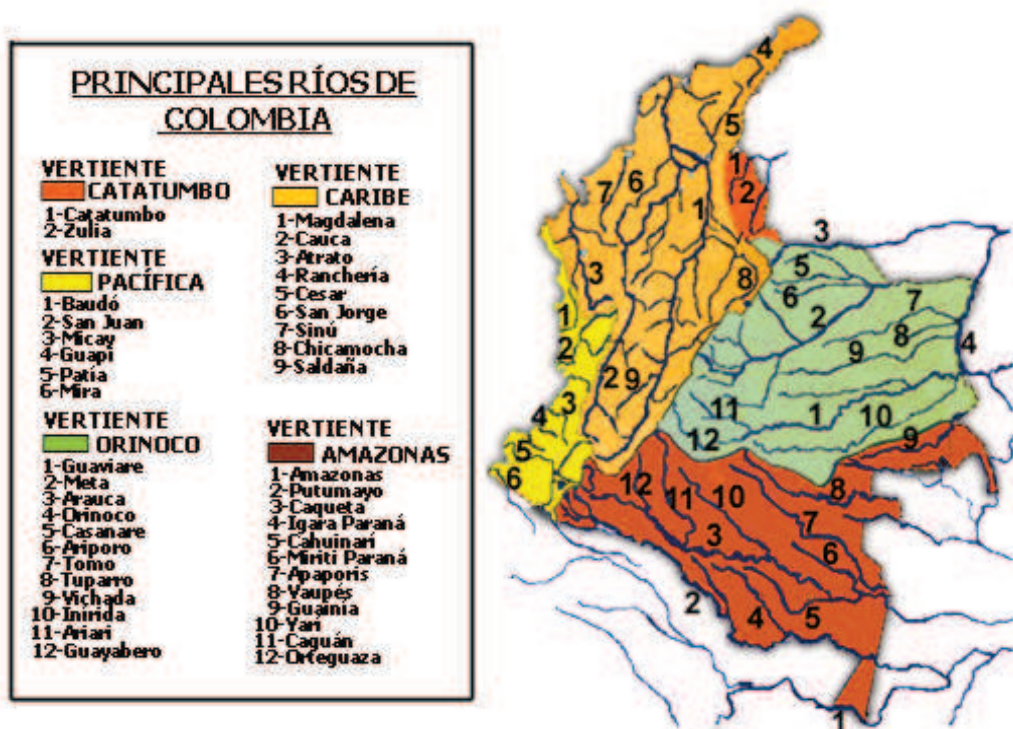 PRINCIPALES RÍOS DE
COLOMBIA
VERTIENTE
CATATUMBO
1-Catatumbo
2-Zulia
VERTIENTE
PACÍFICA
1-Baudó
2-San Juan
3-Micay
4-Guapi
5-Patía
6-Mira
VERTIENTE
ORINOCO
1-Guaviare
2-Meta
3-Arauca
4-Orinoco
5-Casanare
6-Ariporo
7-Tomo
8-Tuparro
9-Vichada
10-Inirida
11-Ariari
12-Guayabero
VERTIENTE
CARIBE
1-Magdalena
2-Cauca
3-Atrato
4-Ranchería
5-Cesar
6-San Jorge
7-Sinú
8-Chicamocha
9-Saldaña
VERTIENTE
AMAZONAS
1-Amazonas
2-Putumayo
3-Caqueta
4-Igara Paraná
5-Cahuinarí
6-Miriti Paraná
7-Apaporis
8-Vaupés
9-Guainia
10-Yari
11-Caguán
12-Orteguaza
4
5
1
2
6
7
1
3
8
3
5
6
2
7
8
4
9
1
2
2
9
3
4
5
6
11
1
10
12
9
12
11
10
8
3
7
6
2
4
5
1